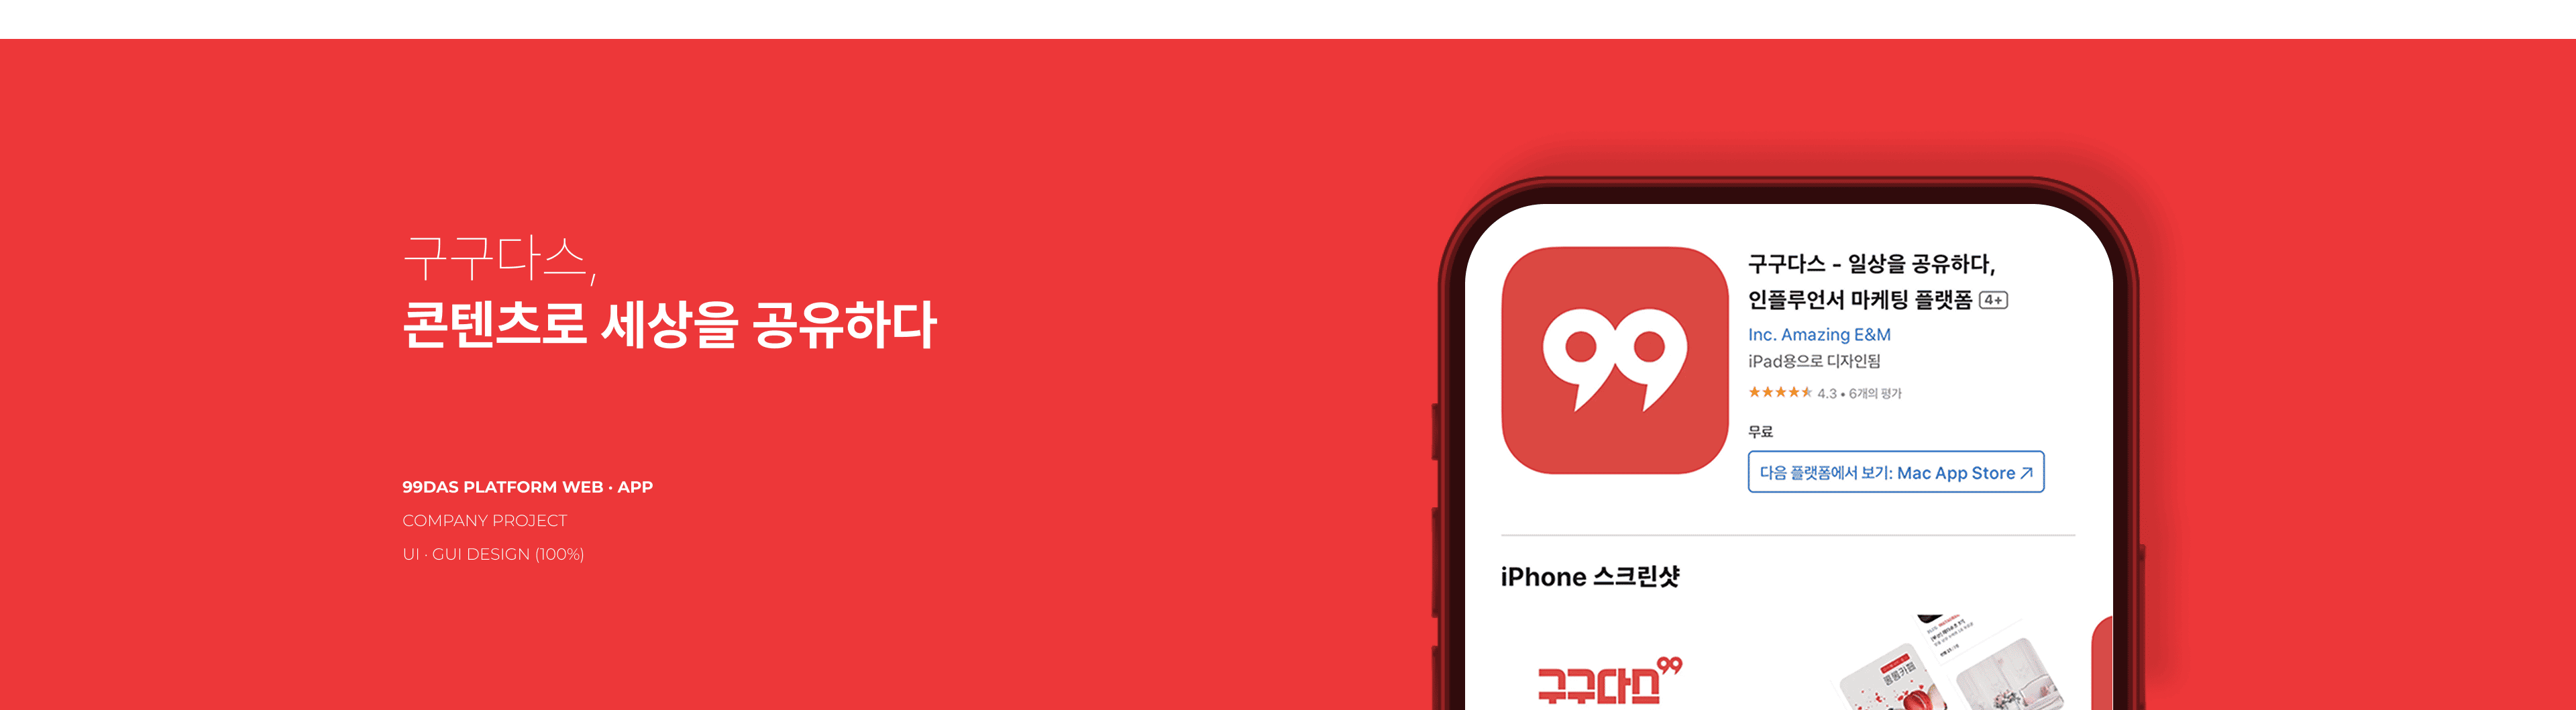 구구다스,
콘텐츠로 세상을 공유하다
99DAS PLATFORM WEB · APP
COMPANY PROJECT
UI · GUI DESIGN (100%)
99
구구다스 - 일상을 공유하다,
인플루언서 마케팅 플랫폼 4+
Inc. Amazing E&M
iPad용으로 디자인됨
★★★★★ 4.3 • 6개의 평가
무료
다음 플랫폼에서 보기: Mac App Store ↗
iPhone 스크린샷
구구다스99